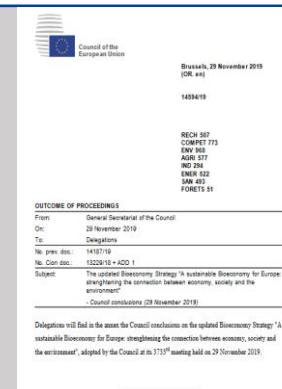 Council of the
European Union
Brussels, 29 November 2019
(OR. en)
14594/19
RECH 507
COMPET 773
ENV 960
AGRI 577
IND 294
ENER 522
SAN 493
FORETS 51
OUTCOME OF PROCEEDINGS
From: General Secretariat of the Council
On: 29 November 2019
To: Delegations
No. prev. doc.: 14187/19
No. Cion doc.: 13229/18 + ADD 1
Subject: The updated Bioeconomy Strategy "A sustainable Bioeconomy for Europe:
strenghtening the connection between economy, society and the
environment"
- Council conclusions (29 November 2019)
Delegations will find in the annex the Council conclusions on the updated Bioeconomy Strategy "A
sustainable Bioeconomy for Europe: strenghtening the connection between economy, society and
the environment", adopted by the Council at its 3735th meeting held on 29 November 2019.